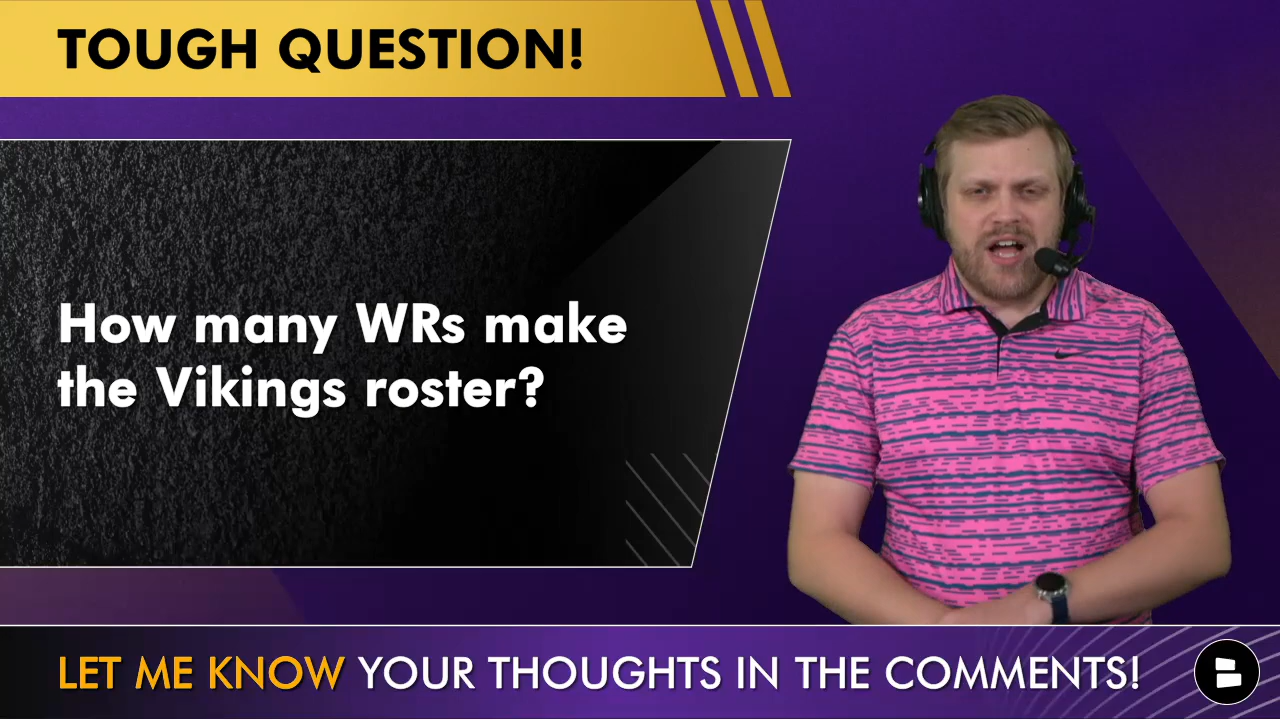 TOUGH QUESTION!
How many WRs make
the Vikings roster?
LET ME KNOW YOUR THOUGHTS IN THE COMMENTS!